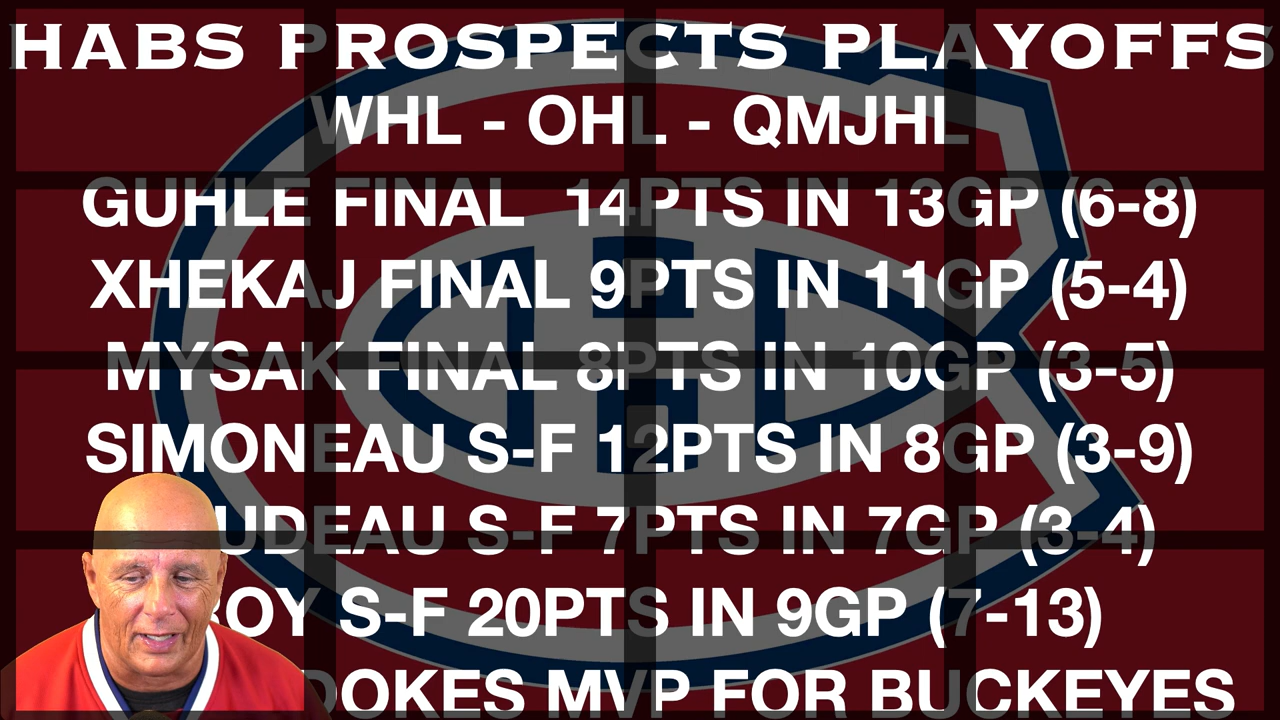 HABS PROSPECTS PLAYOFFS
WHL - OHL - QMJHL
GUHLE FINAL 14PTS IN 13GP (6-8)
XHEKAJ FINAL 9PTS IN 11GP (5-4)
MYSAK FINAL 8PTS IN 10GP (3-5)
SIMONEAU S-F 12PTS IN 8GP (3-9)
S-F 7PTS IN 7GP (3-4)
S-F 20PTS IN 9GP (7-13)
MVP FOR BUCKEYES